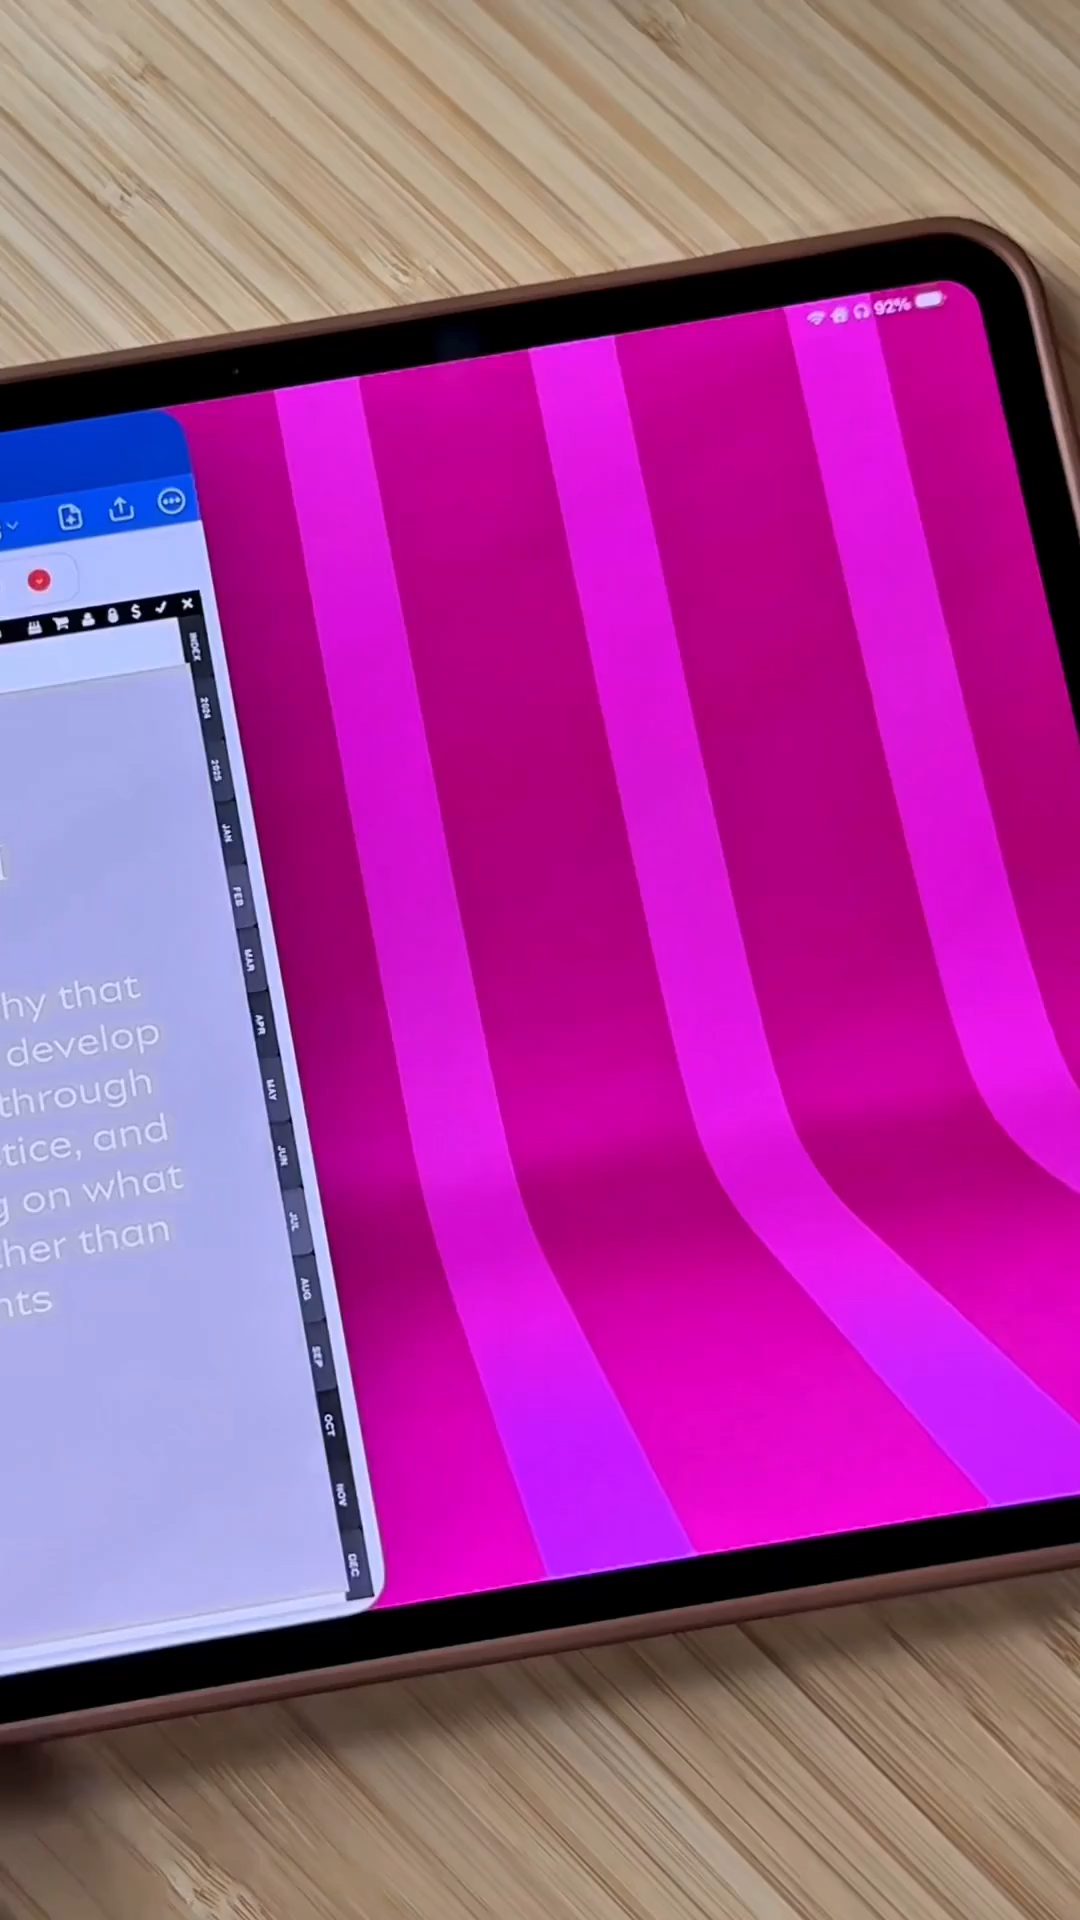 92%
$
INDEX
2024
2025
JAN
FEB
MAR
APR
MAY
JUN
JUL
AUG
SEP
OCT
NOV
DEC
hy that
develop
through
tice, and
g on what
her than
nts